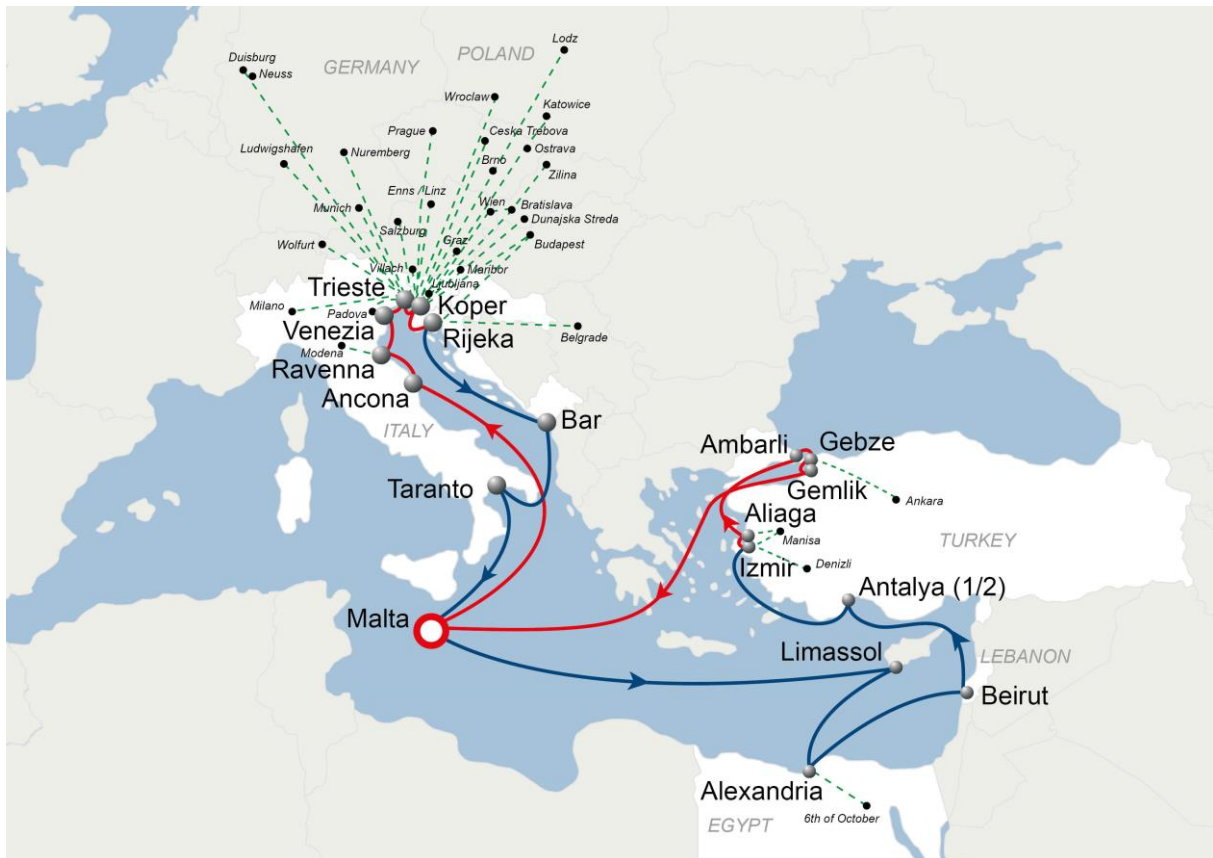 Lodz
Duisburg
Neuss
GERMANY
POLAND
Wroclaw
Katowice
Prague
Ceska Trebova
Ludwigshafen
Nuremberg
Ostrava
Brno
Zilina
Enns / Linz
Munich
Wien
Bratislava
Salzburg
Dunajska Streda
Wolfurt
Graz
Budapest
Villach
Maribor
Trieste
Ljubljana
Milano
Padova
Koper
Venezia
Rijeka
Belgrade
Modena
Ravenna
Ancona
ITALY
Bar
Ambarli
Gebze
Taranto
Gemlik
Ankara
Aliaga
Manisa
TURKEY
Izmir
Denizli
Antalya (1/2)
Malta
Limassol
LEBANON
Beirut
Alexandria
6th of October
EGYPT